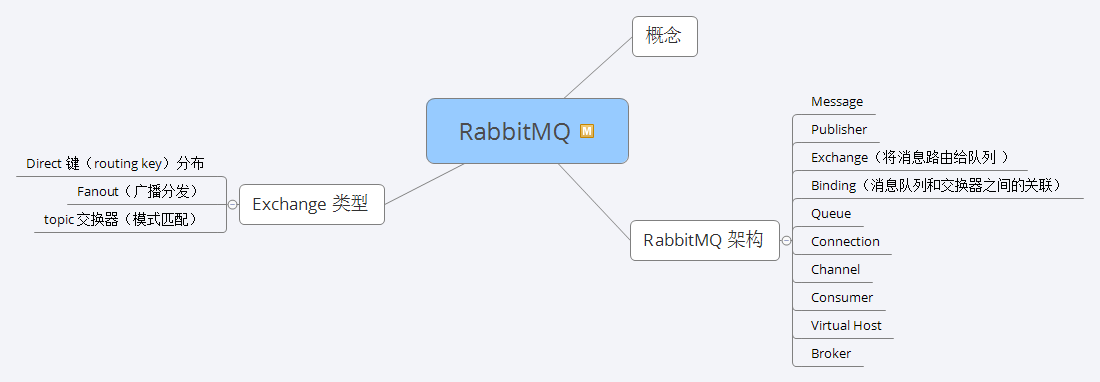 概念
RabbitMQ M
Message
Publisher
Exchange（将消息路由给队列 ）
Binding（消息队列和交换器之间的关联）
Queue
RabbitMQ 架构
Connection
Channel
Consumer
Virtual Host
Broker
Exchange 类型
Direct 键（routing key）分布
Fanout（广播分发）
topic 交换器（模式匹配）